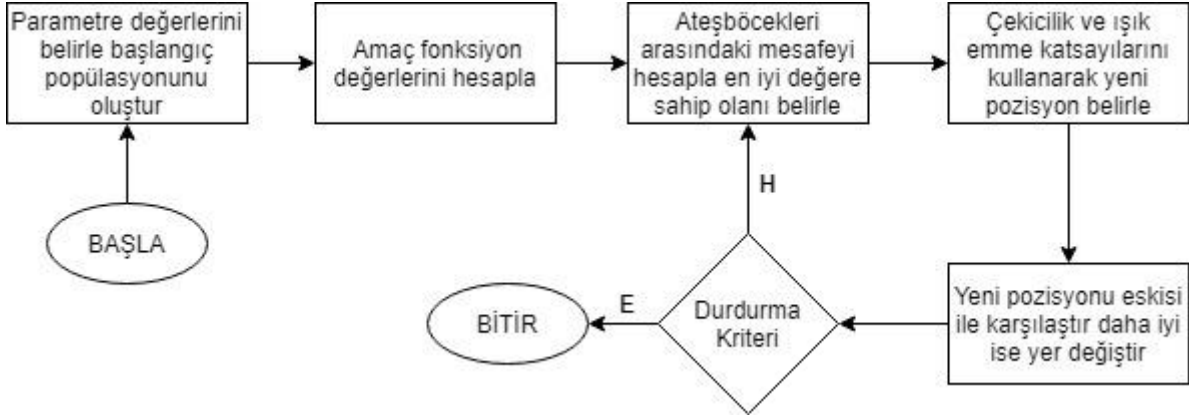 Parametre değerlerini
belirle başlangıç
popülasyonunu
oluştur
Amaç fonksiyon
değerlerini hesapla
Ateşböcekleri
arasındaki mesafeyi
hesapla en iyi değere
sahip olanı belirle
Çekicilik ve ışık
emme katsayılarını
kullanarak yeni
pozisyon belirle
BAŞLA
H
BİTİR
E
Durdurma
Kriteri
Yeni pozisyonu eskisi
ile karşılaştır daha iyi
ise yer değiştir